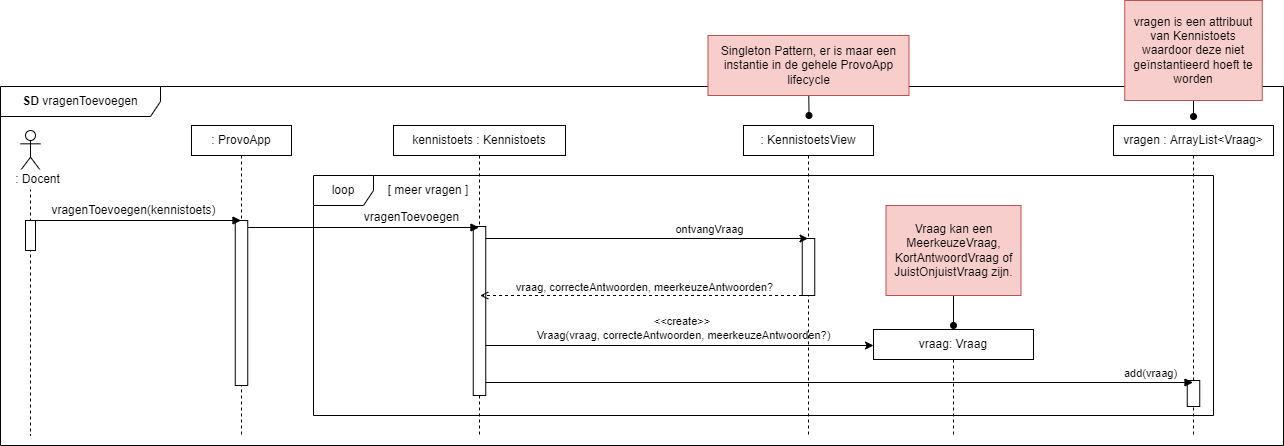 vragen is een attribuut
van Kennistoets
waardoor deze niet
geïnstantieerd hoeft te
worden
Singleton Pattern, er is maar een
instantie in de gehele ProvoApp
lifecycle
SD vragenToevoegen
: Docent
: ProvoApp
kennistoets : Kennistoets
: KennistoetsView
vragen : ArrayList<Vraag>
loop
[ meer vragen ]
vragenToevoegen(kennistoets)
vragenToevoegen
ontvangVraag
Vraag kan een
MeerkeuzeVraag,
KortAntwoordVraag of
JuistOnjuistVraag zijn.
vraag, correcteAntwoorden, meerkeuzeAntwoorden?
<<create>>
Vraag(vraag, correcteAntwoorden, meerkeuzeAntwoorden?)
vraag: Vraag
add(vraag)